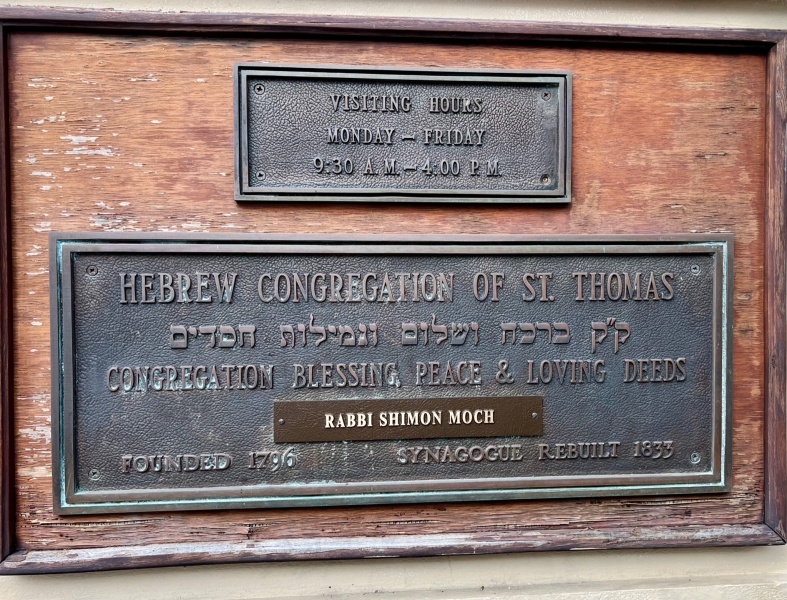 VISITING HOURS
MONDAY – FRIDAY
9:30 A.M. – 4:00 P.M.
HEBREW CONGREGATION OF ST. THOMAS
ק"ק ברכה ושלום וגמילות חסדים
CONGREGATION BLESSING, PEACE & LOVING DEEDS
RABBI SHIMON MOCH
FOUNDED 1796 SYNAGOGUE REBUILT 1833